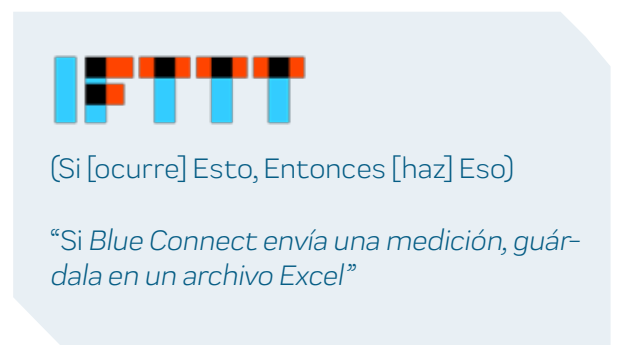 IFTTT
(Si [ocurre] Esto, Entonces [haz] Eso)
“Si Blue Connect envía una medición, guár-
dala en un archivo Excel”